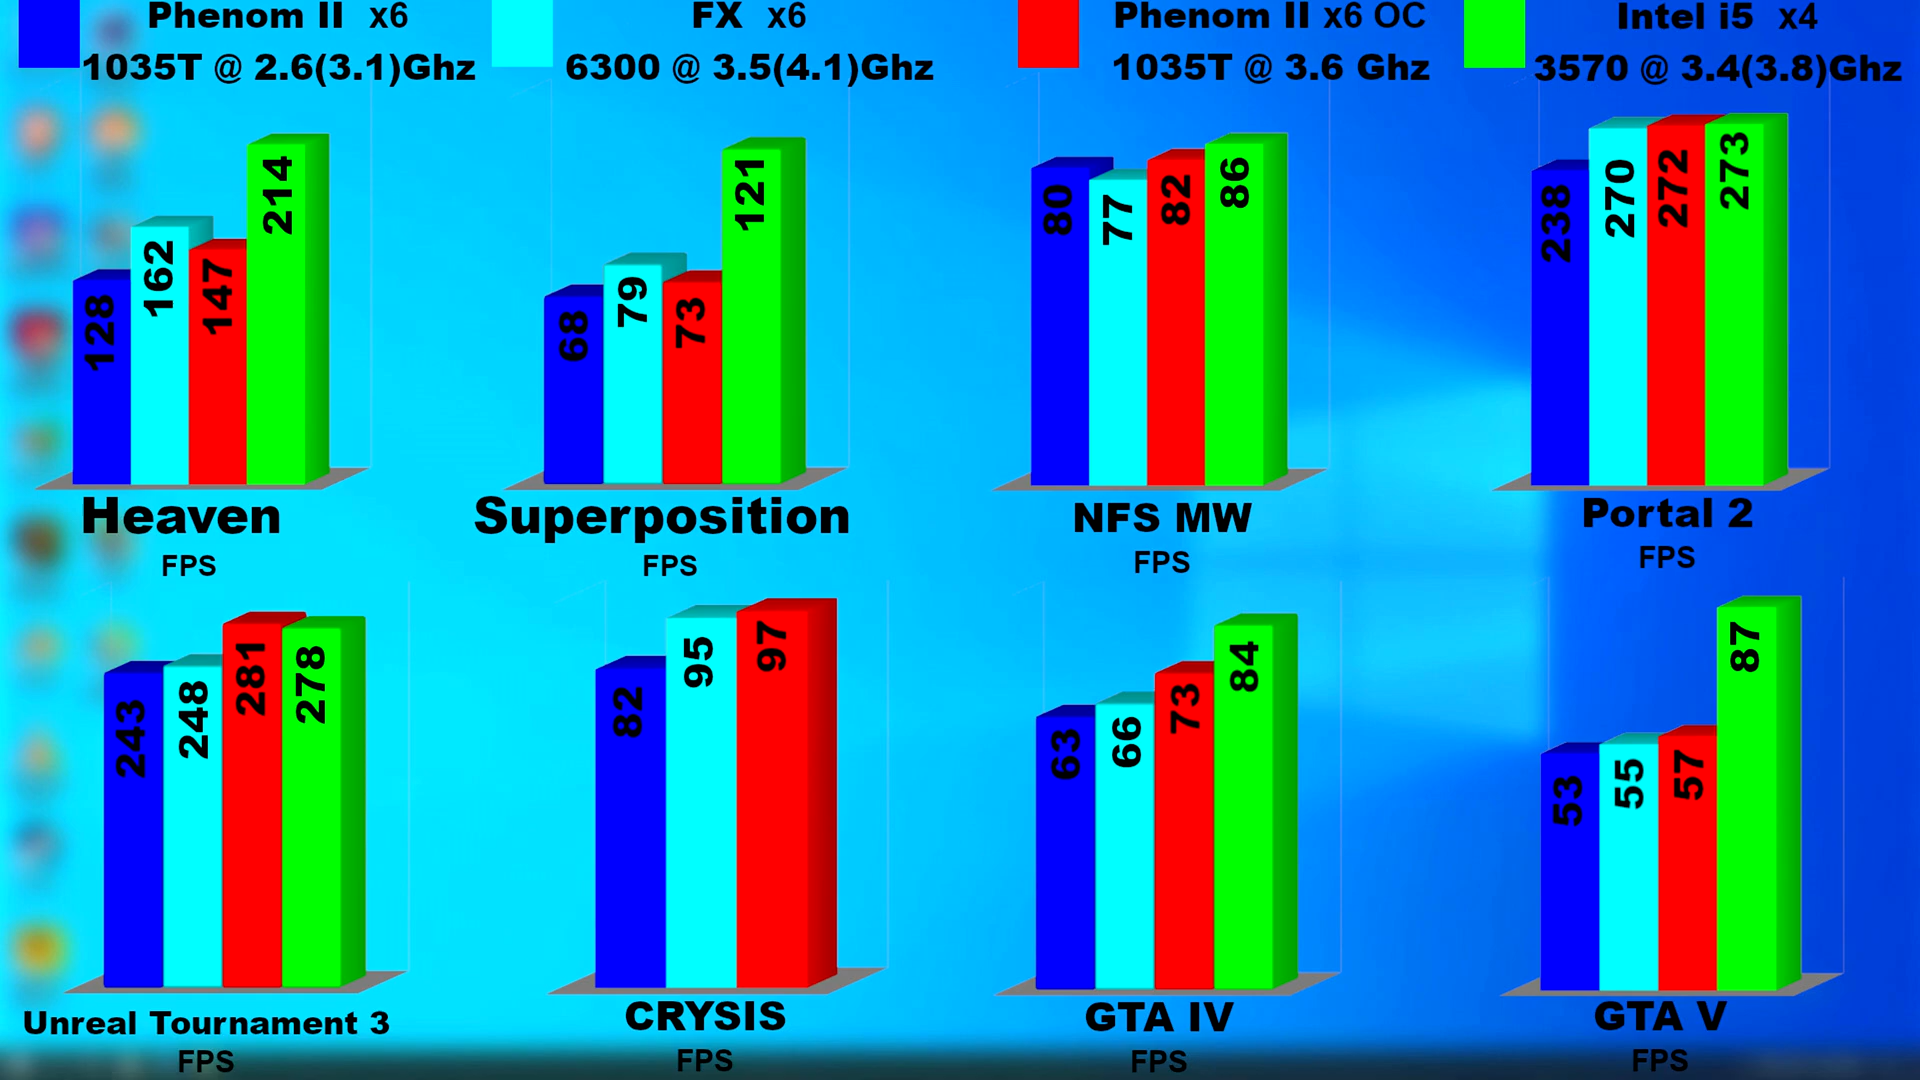 Phenom II x6
1035T @ 2.6(3.1)Ghz
FX x6
6300 @ 3.5(4.1)Ghz
Phenom II x6 OC
1035T @ 3.6 Ghz
Intel i5 x4
3570 @ 3.4(3.8)Ghz
128
162
147
214
Heaven
FPS
68
79
73
121
Superposition
FPS
80
77
82
86
NFS MW
FPS
238
270
272
273
Portal 2
FPS
243
248
281
278
Unreal Tournament 3
FPS
82
95
97
CRYSIS
FPS
63
66
73
84
GTA IV
FPS
53
55
57
87
GTA V
FPS